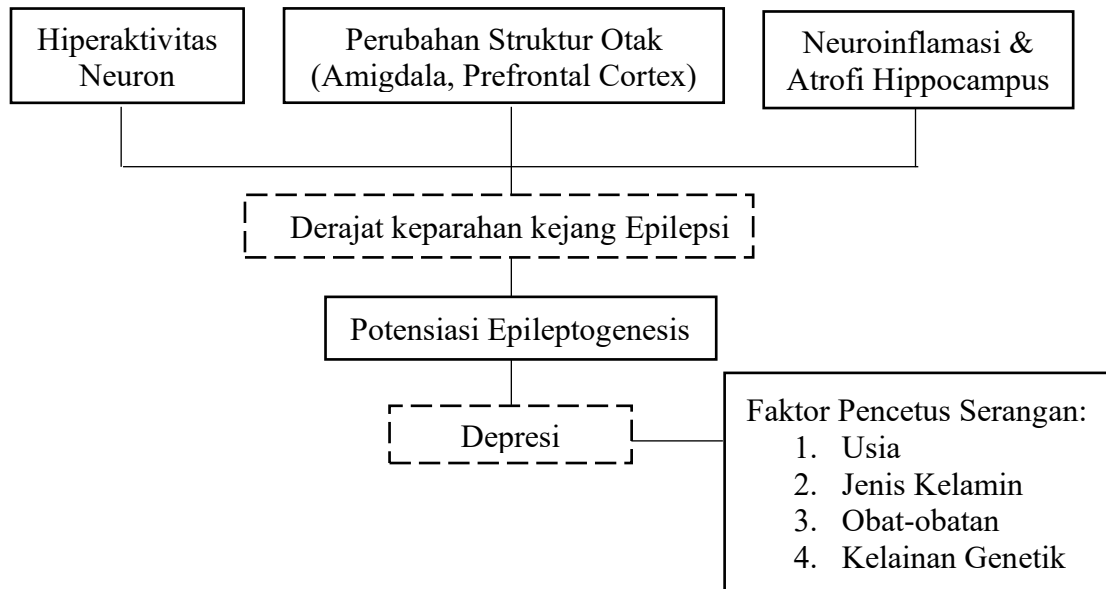 Hiperaktivitas
Neuron
Perubahan Struktur Otak
(Amigdala, Prefrontal Cortex)
Neuroinflamasi &
Atrofi Hippocampus
Derajat keparahan kejang Epilepsi
Potensiasi Epileptogenesis
Depresi
Faktor Pencetus Serangan:
1. Usia
2. Jenis Kelamin
3. Obat-obatan
4. Kelainan Genetik